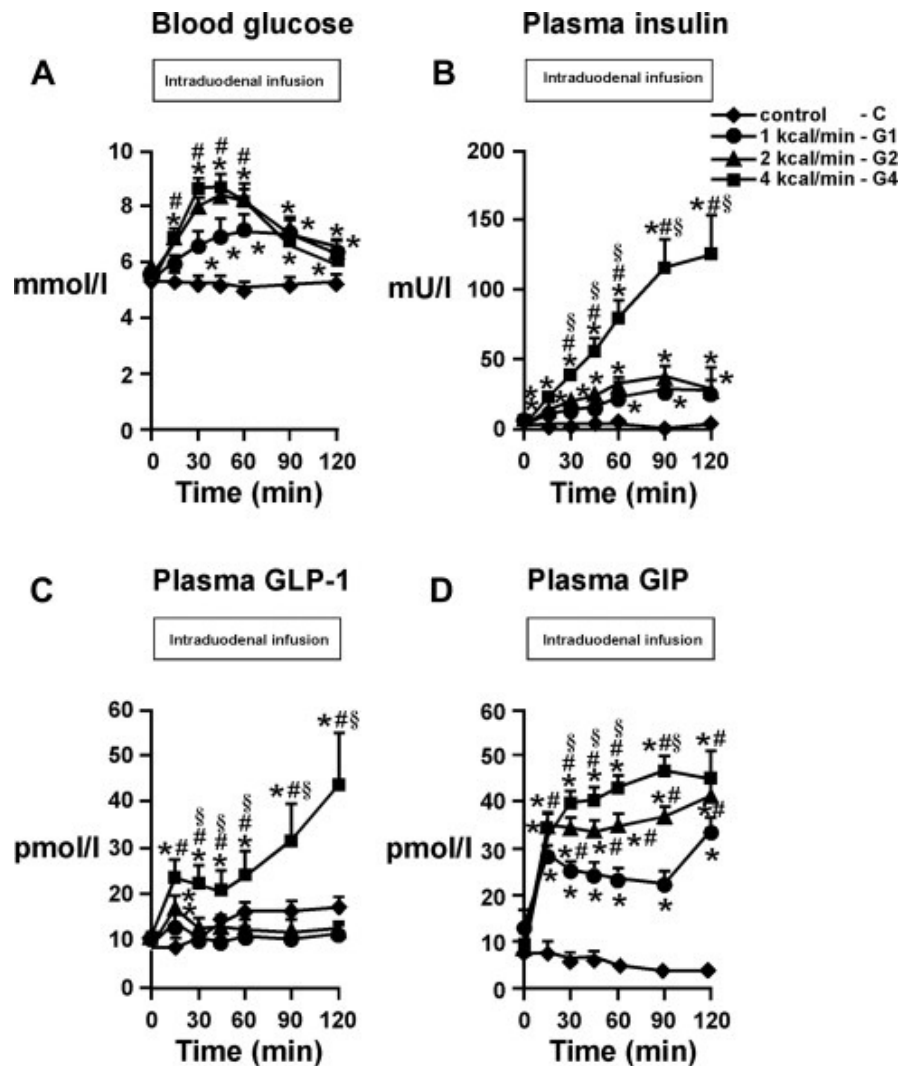 Blood glucose
Plasma insulin
A
Intraduodenal infusion
B
Intraduodenal infusion
control - C
1 kcal/min - G1
2 kcal/min - G2
4 kcal/min - G4
10
8
6
mmol/l
4
2
0
0 30 60 90 120
Time (min)
200
150
100
mU/l
50
0
0 30 60 90 120
Time (min)
*#§ *#§
§#* §#* §#*
C
Plasma GLP-1
Intraduodenal infusion
D
Plasma GIP
Intraduodenal infusion
60
50
40
30
pmol/l
20
10
0
0 30 60 90 120
Time (min)
*# §#* §#* §#* *#§ *#§
60
50
40
30
pmol/l
20
10
0
0 30 60 90 120
Time (min)
*# §#* §#* §#* *#§ *#